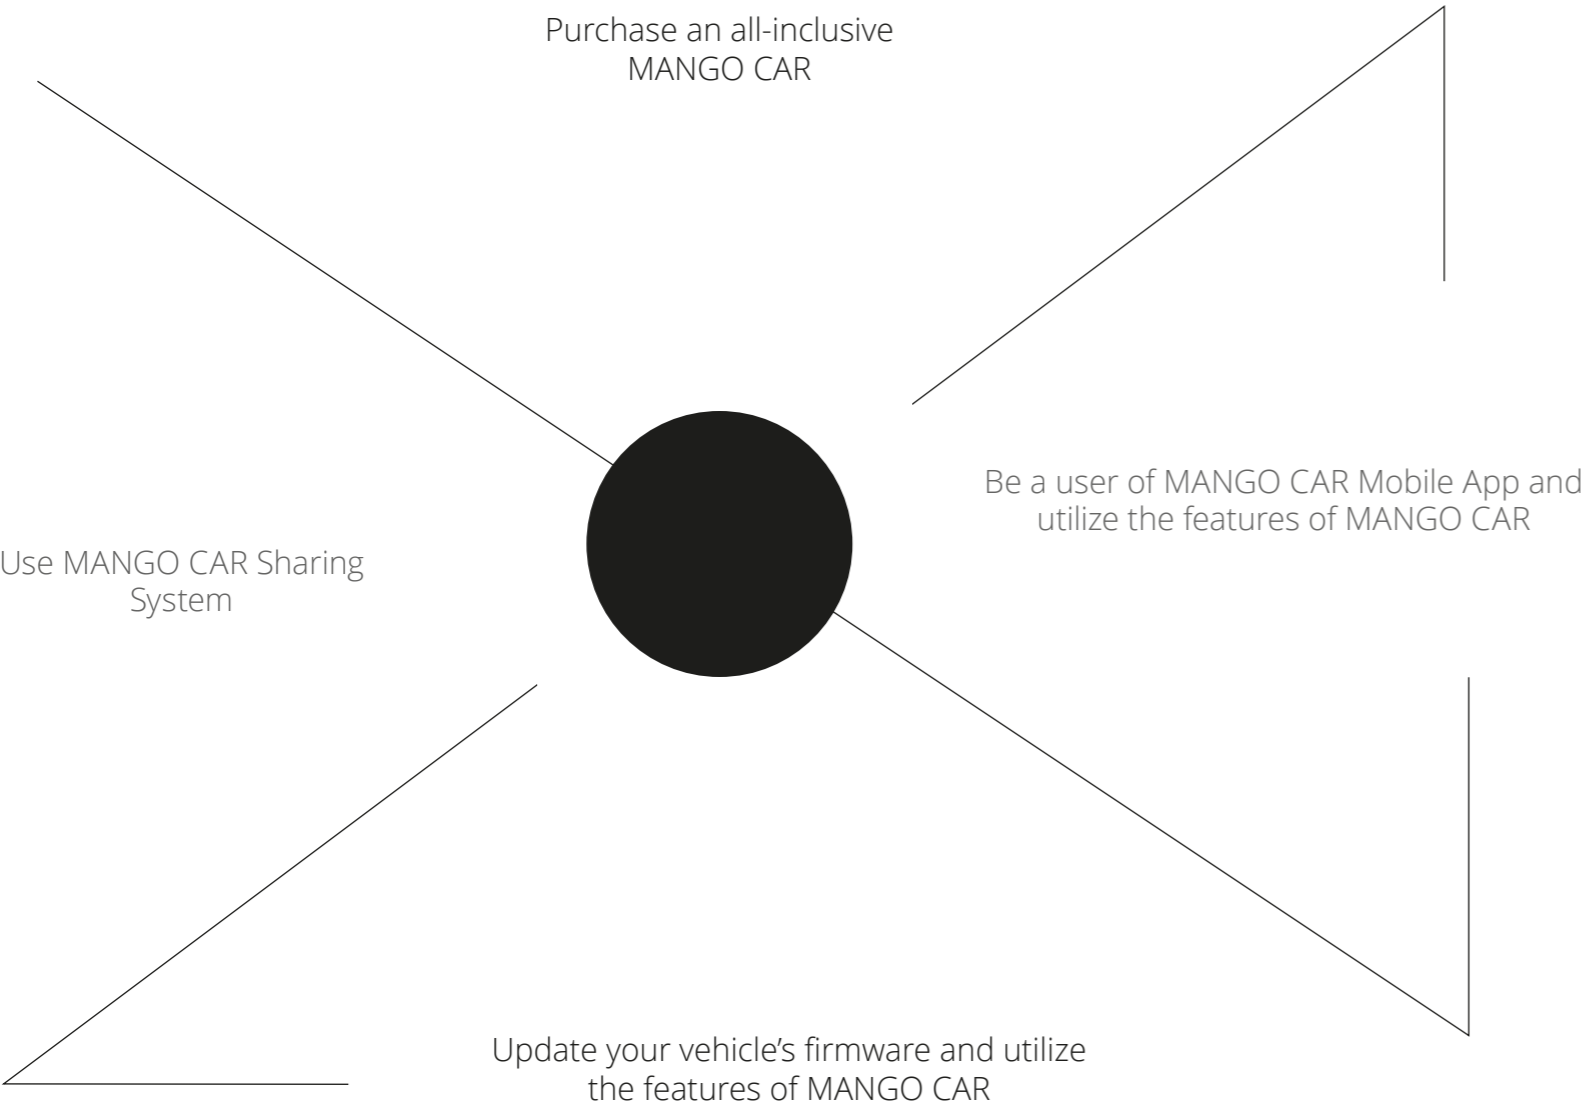 Purchase an all-inclusive
MANGO CAR
Be a user of MANGO CAR Mobile App and
utilize the features of MANGO CAR
Use MANGO CAR Sharing
System
Update your vehicle’s firmware and utilize
the features of MANGO CAR